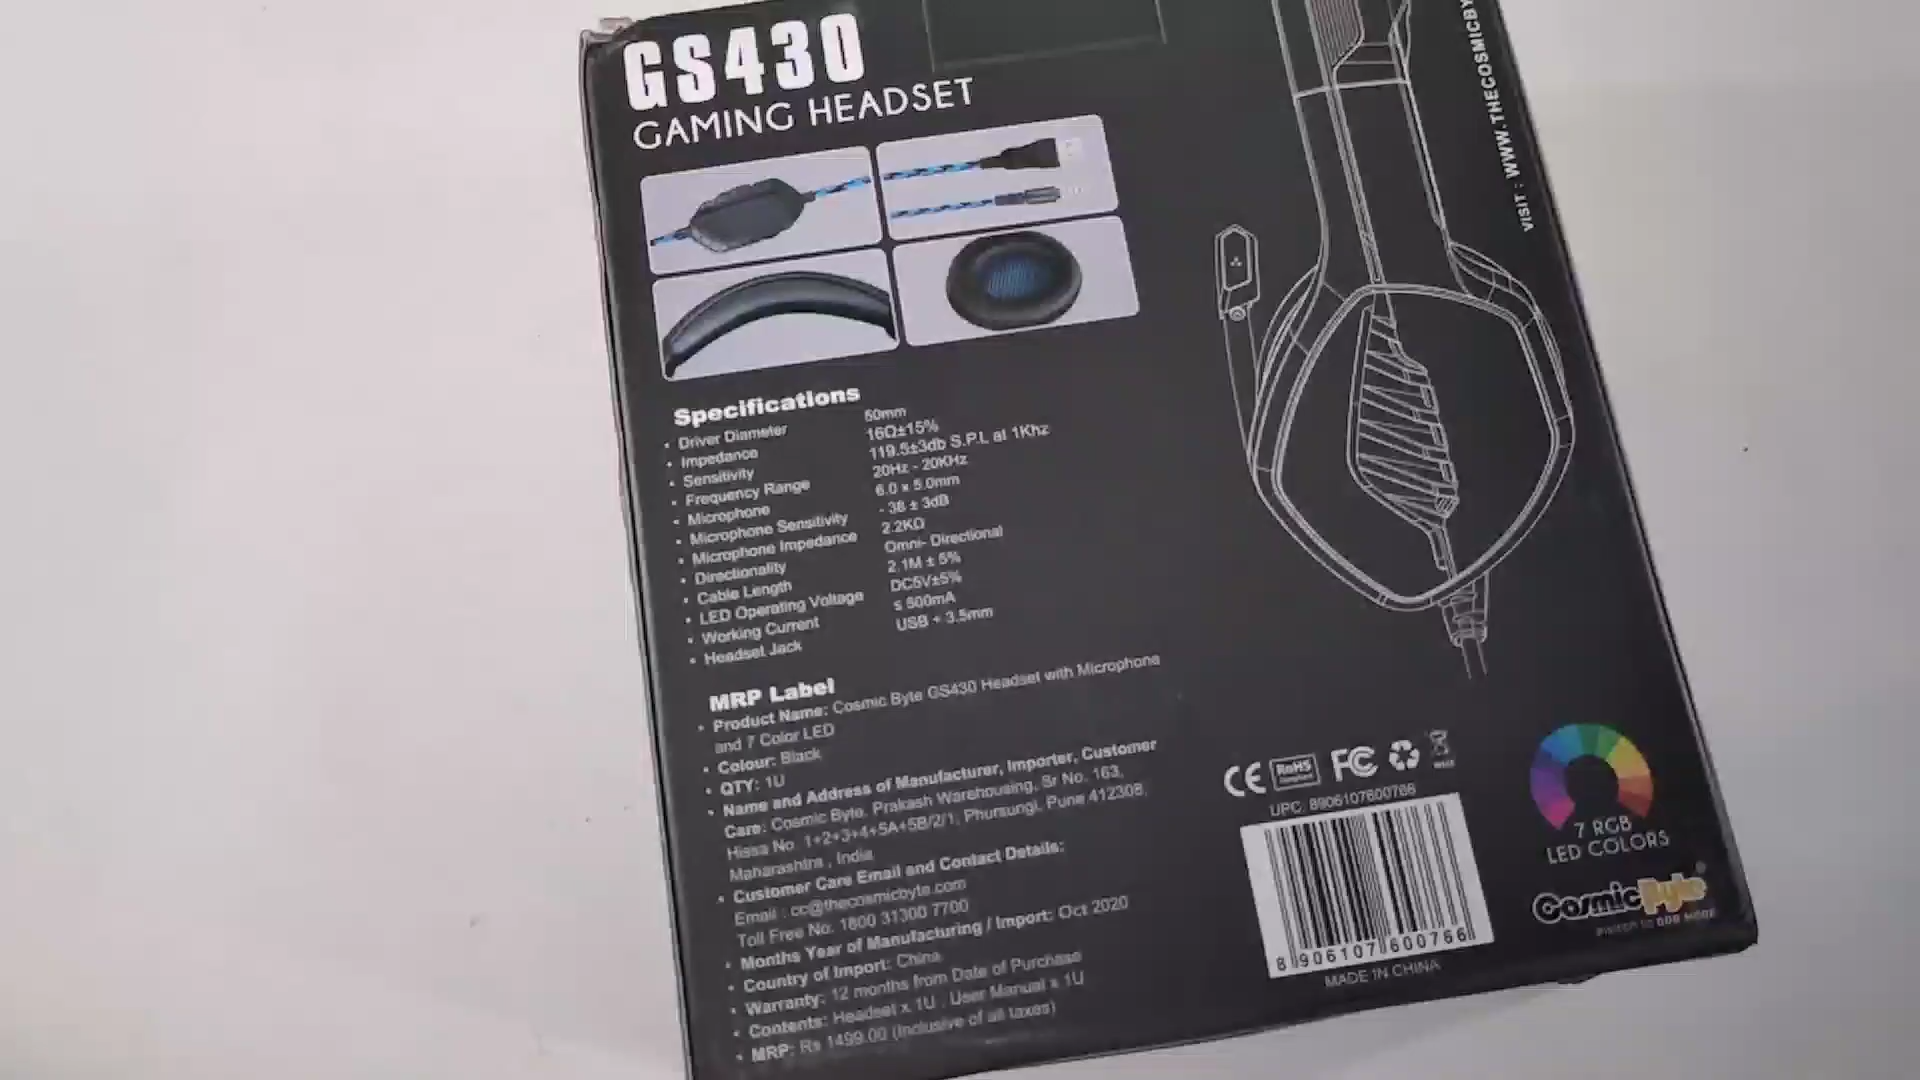 GS430
GAMING HEADSET
VISIT : WWW.THECOSMICBY
Specifications
• Driver Diameter 50mm
• Impedance 16Ω±15%
• Sensitivity 119.5±3db S.P.L at 1Khz
• Frequency Range 20Hz - 20KHz
• Microphone 6.0 x 5.0mm
• Microphone Sensitivity - 38 ± 3dB
• Microphone Impedance 2.2KΩ
• Directionality Omni- Directional
• Cable Length 2.1M ± 5%
• LED Operating Voltage DC5V±5%
• Working Current ≤ 500mA
• Headset Jack USB + 3.5mm
MRP Label
• Product Name: Cosmic Byte GS430 Headset with Microphone
and 7 Color LED
• Colour: Black
• QTY: 1U
• Name and Address of Manufacturer, Importer, Customer
Care: Cosmic Byte, Prakash Warehousing, Sr No. 163,
Hissa No. 1+2+3+4+5A+5B/2/1, Phursungi, Pune 412308,
Maharashtra , India
• Customer Care Email and Contact Details:
Email : cc@thecosmicbyte.com
Toll Free No. 1800 31300 7700
• Months Year of Manufacturing / Import: Oct 2020
• Country of Import: China
• Warranty: 12 months from Date of Purchase
• Contents: Headset x 1U , User Manual x 1U
• MRP: Rs 1499.00 (Inclusive of all taxes)
CE RoHS FC
UPC: 8906107600766
8 906107 600766
MADE IN CHINA
7 RGB
LED COLORS
Cosmic Byte®